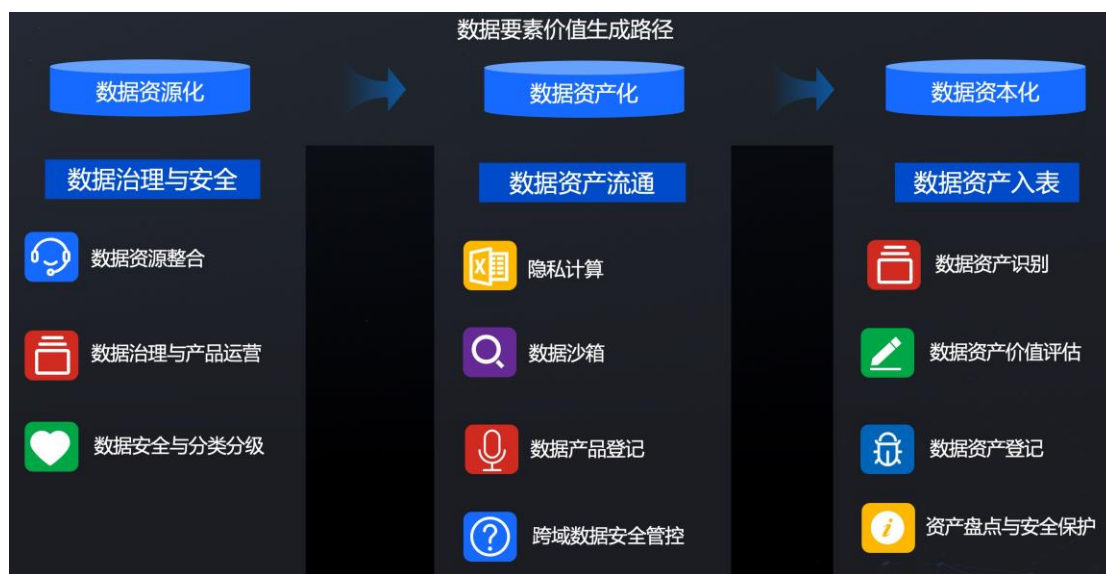 数据要素价值生成路径
数据资源化
数据资产化
数据资本化
数据治理与安全
数据资产流通
数据资产入表
数据资源整合
数据治理与产品运营
数据安全与分类分级
隐私计算
数据沙箱
数据产品登记
跨域数据安全管控
数据资产识别
数据资产价值评估
数据资产登记
资产盘点与安全保护